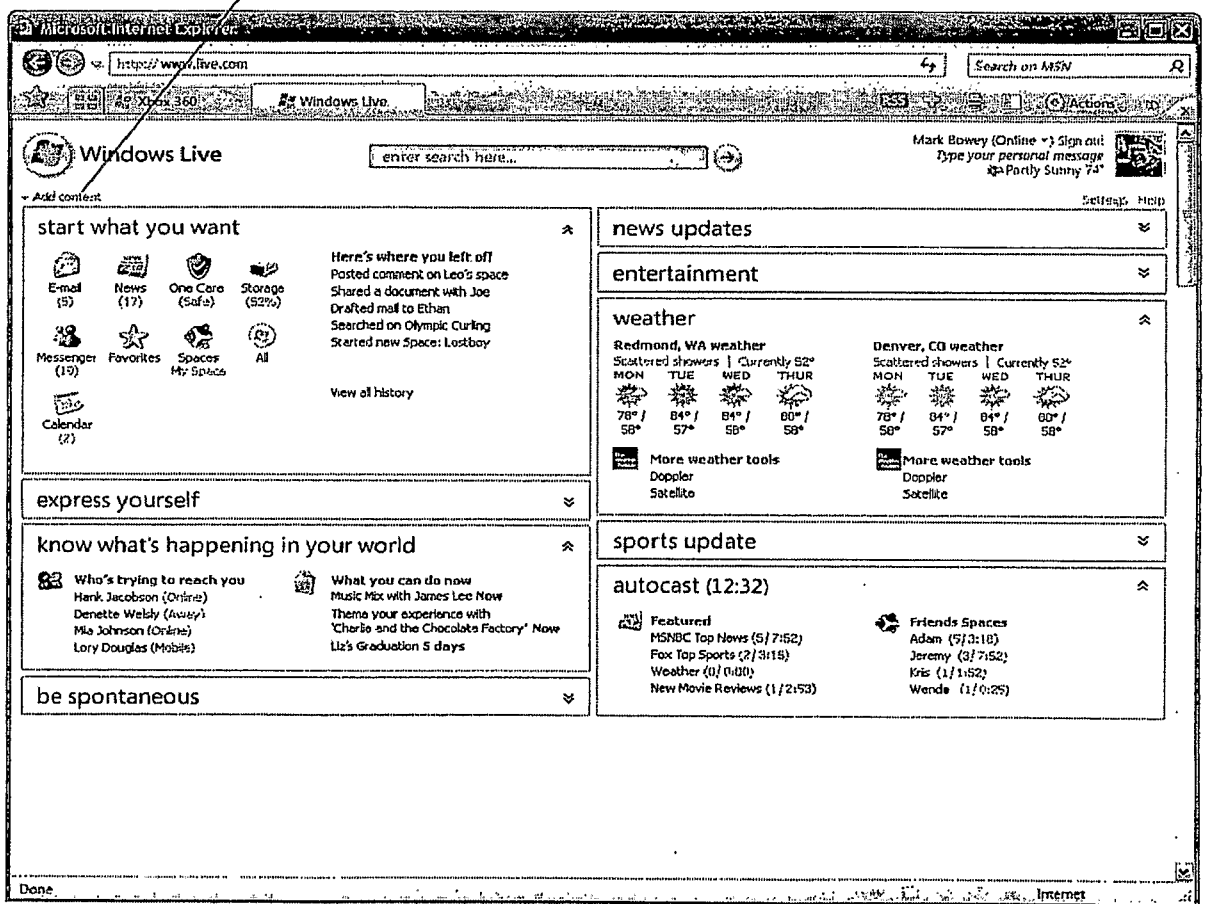 Microsoft Internet Explorer
http://www.live.com
Search on MSN
Xbox 360
Windows Live
RSS
Actions
Windows Live
enter search here...
Mark Bowey (Online) Sign out
Type your personal message
Partly Sunny 74°
Add content
Settings Help
start what you want
E-mail
(5)
News
(17)
One Care
(Safe)
Storage
(52%)
Messenger
(19)
Favorites
Spaces
My Space
All
Calendar
(2)
Here's where you left off
Posted comment on Leo's space
Shared a document with Joe
Drafted mail to Ethan
Searched on Olympic Curling
Started new Space: Lostboy
View all history
express yourself
know what's happening in your world
Who's trying to reach you
Hank Jacobson (Online)
Denette Welsly (Away)
Mia Johnson (Online)
Lory Douglas (Mobile)
What you can do now
Music Mix with James Lee Now
Theme your experience with
'Charlie and the Chocolate Factory' Now
Liz's Graduation 5 days
be spontaneous
news updates
entertainment
weather
Redmond, WA weather
Scattered showers | Currently 52°
MON TUE WED THUR
78° / 84° / 84° / 80° /
58° 57° 58° 58°
More weather tools
Doppler
Satellite
Denver, CO weather
Scattered showers | Currently 52°
MON TUE WED THUR
78° / 84° / 84° / 80° /
58° 57° 58° 58°
More weather tools
Doppler
Satellite
sports update
autocast (12:32)
Featured
MSNBC Top News (5/7:52)
Fox Top Sports (2/3:15)
Weather (0/0:00)
New Movie Reviews (1/2:53)
Friends Spaces
Adam (5/3:18)
Jeremy (3/7:52)
Kris (1/1:52)
Wende (1/0:25)
Done
Internet